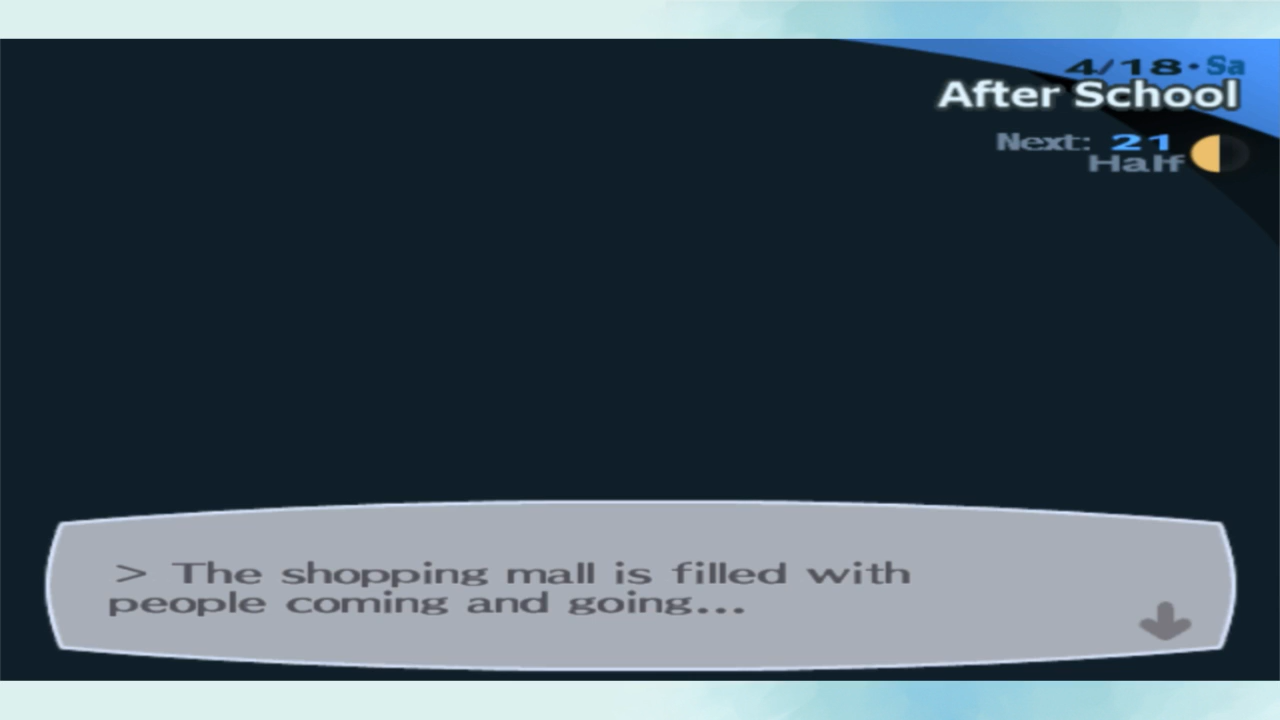 4/18・Sa
After School
Next: 21
Half
> The shopping mall is filled with
people coming and going...